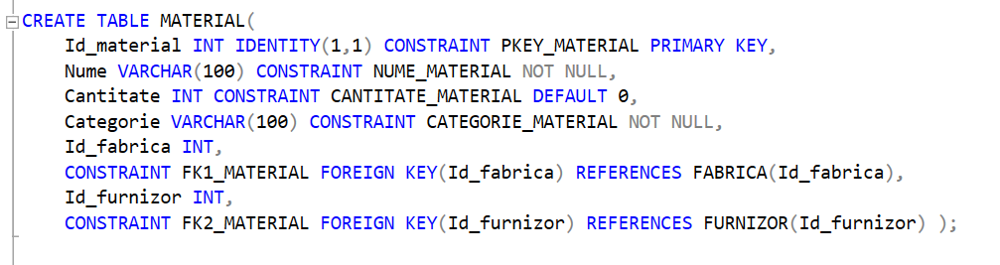 CREATE TABLE MATERIAL(
Id_material INT IDENTITY(1,1) CONSTRAINT PKEY_MATERIAL PRIMARY KEY,
Nume VARCHAR(100) CONSTRAINT NUME_MATERIAL NOT NULL,
Cantitate INT CONSTRAINT CANTITATE_MATERIAL DEFAULT 0,
Categorie VARCHAR(100) CONSTRAINT CATEGORIE_MATERIAL NOT NULL,
Id_fabrica INT,
CONSTRAINT FK1_MATERIAL FOREIGN KEY(Id_fabrica) REFERENCES FABRICA(Id_fabrica),
Id_furnizor INT,
CONSTRAINT FK2_MATERIAL FOREIGN KEY(Id_furnizor) REFERENCES FURNIZOR(Id_furnizor) );